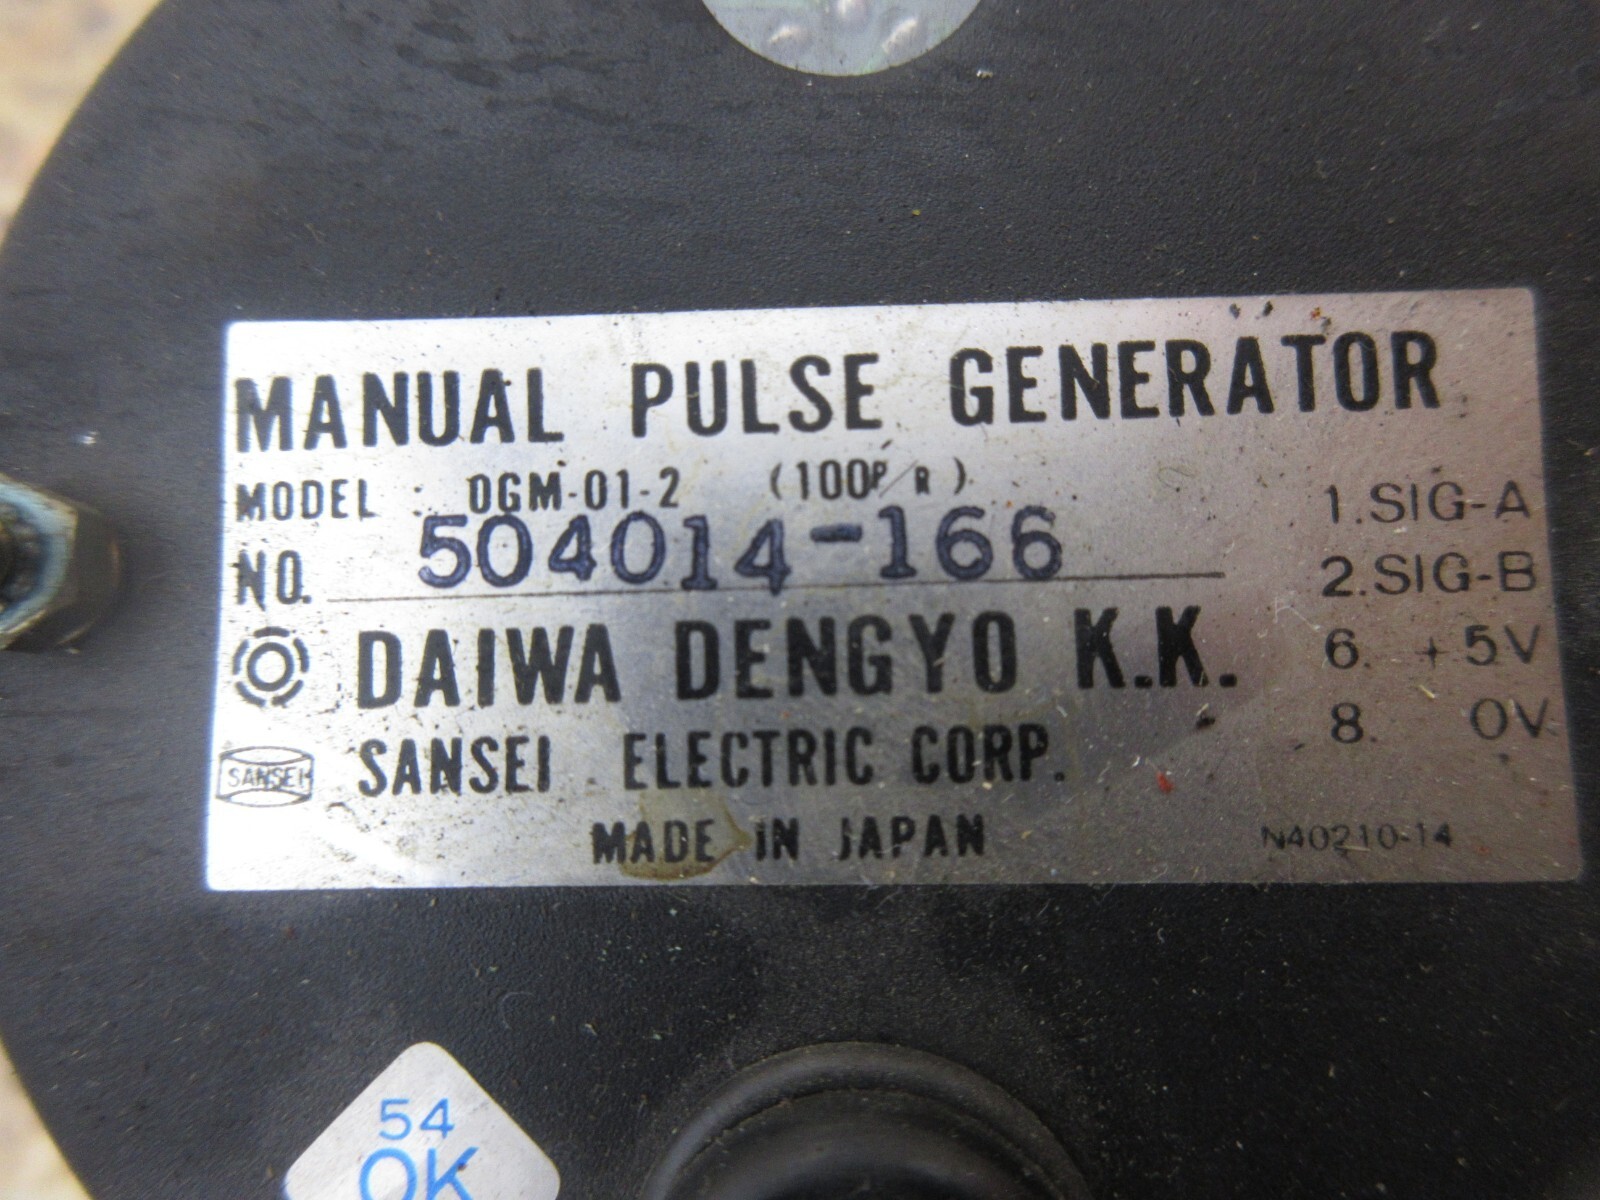 MANUAL PULSE GENERATOR
MODEL : OGM-01-2 (100P/R)
NO. 504014-166
DAIWA DENGYO K.K.
SANSEI SANSEI ELECTRIC CORP.
MADE IN JAPAN
1.SIG-A
2.SIG-B
6. +5V
8. 0V
N40210-14
54
OK